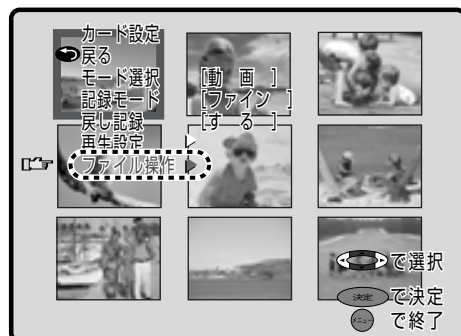 カード設定
戻る
モード選択 [動 画 ]
記録モード [ファイン ]
戻し記録 [す る ]
再生設定
ファイル操作
で選択
決定 で決定
メニュー で終了